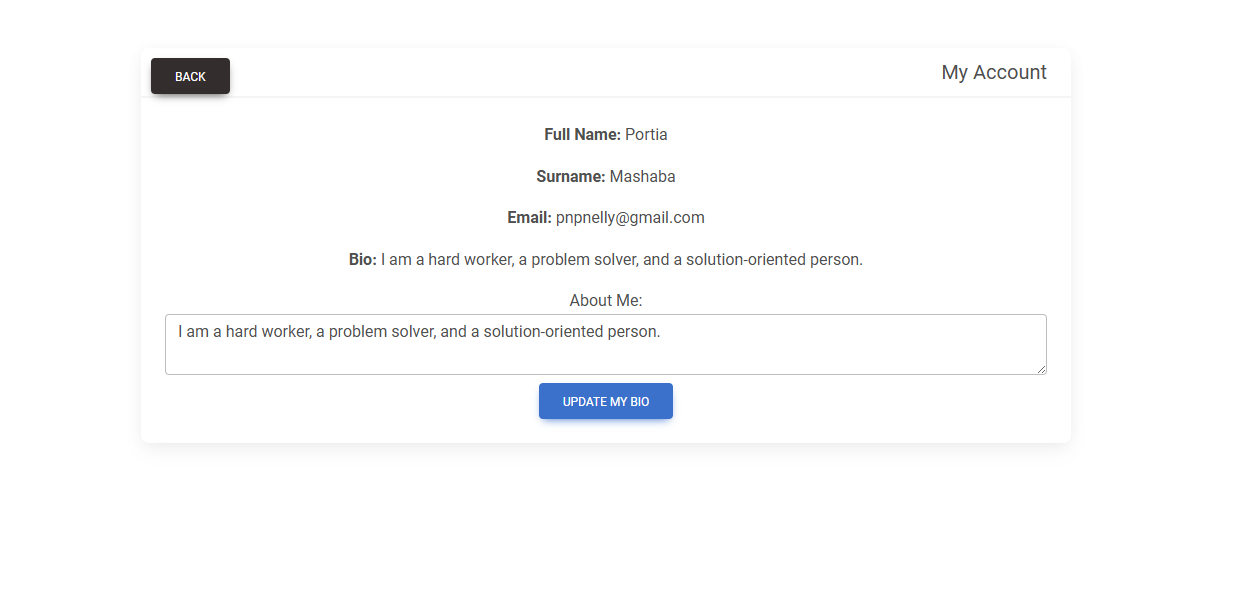 BACK
My Account
Full Name: Portia
Surname: Mashaba
Email: pnpnelly@gmail.com
Bio: I am a hard worker, a problem solver, and a solution-oriented person.
About Me:
I am a hard worker, a problem solver, and a solution-oriented person.
UPDATE MY BIO